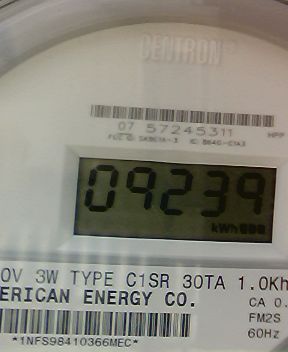 CENTRON
07 57245311
HPP
09239
kWh
0V 3W TYPE C1SR 30TA 1.0Kh
ERICAN ENERGY CO.
CA 0.
FM2S
60Hz
*1NFS98410366MEC*